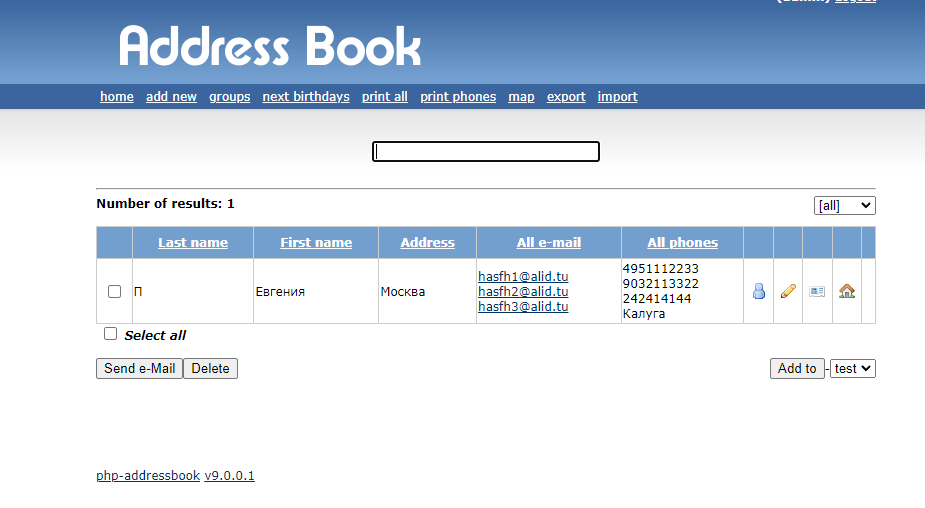 (admin) Logout
Address Book
home add new groups next birthdays print all print phones map export import
Number of results: 1
[all]
Last name First name Address All e-mail All phones
П Евгения Москва
hasfh1@alid.tu
hasfh2@alid.tu
hasfh3@alid.tu
4951112233
9032113322
242414144
Калуга
Select all
Send e-Mail Delete Add to - test
php-addressbook v9.0.0.1